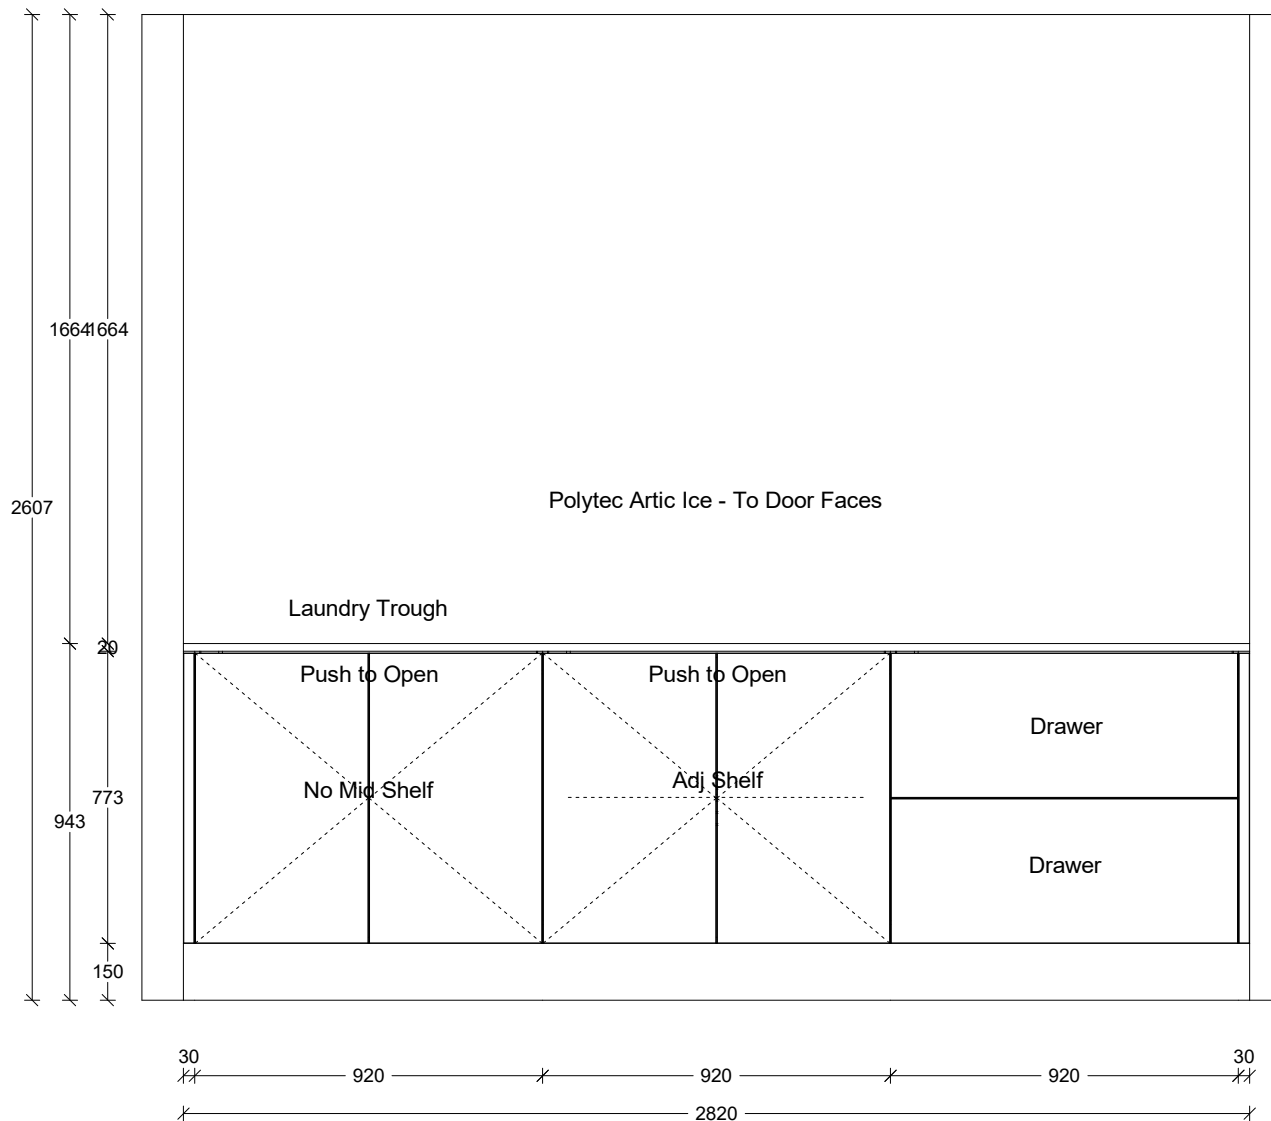 1664
1664
2607
Polytec Artic Ice - To Door Faces
Laundry Trough
20
Push to Open
Push to Open
Drawer
No Mid Shelf
Adj Shelf
773
943
Drawer
150
30
920
920
920
30
2820